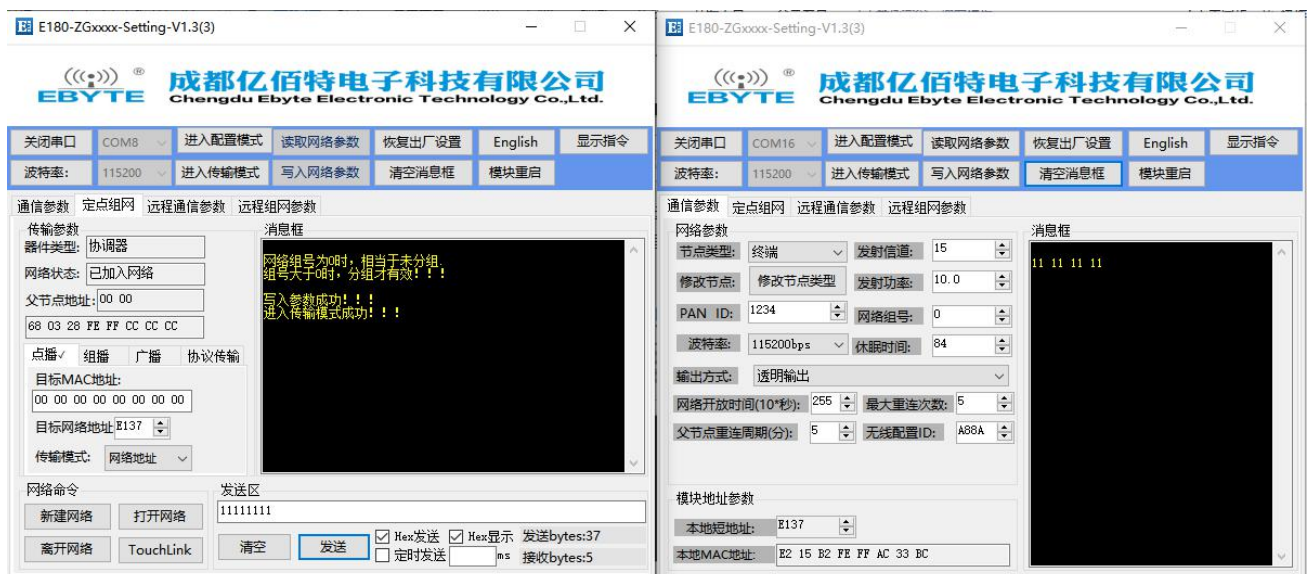 E180-ZGxxxx-Setting-V1.3(3)
EBYTE ®
成都亿佰特电子科技有限公司
Chengdu Ebyte Electronic Technology Co.,Ltd.
关闭串口 COM8 进入配置模式 读取网络参数 恢复出厂设置 English 显示指令
波特率: 115200 进入传输模式 写入网络参数 清空消息框 模块重启
通信参数 定点组网 远程通信参数 远程组网参数
传输参数
器件类型: 协调器
网络状态: 已加入网络
父节点地址: 00 00
68 03 28 FE FF CC CC CC
点播✓ 组播 广播 协议传输
目标MAC地址:
00 00 00 00 00 00 00 00
目标网络地址 E137
传输模式: 网络地址
消息框
网络组号为0时，相当于未分组.
组号大于0时，分组才有效！！！
写入参数成功！！！
进入传输模式成功！！！
网络命令
新建网络 打开网络
离开网络 TouchLink
发送区
11111111
清空 发送
Hex发送 Hex显示 发送bytes:37
定时发送 ms 接收bytes:5
E180-ZGxxxx-Setting-V1.3(3)
EBYTE ®
成都亿佰特电子科技有限公司
Chengdu Ebyte Electronic Technology Co.,Ltd.
关闭串口 COM16 进入配置模式 读取网络参数 恢复出厂设置 English 显示指令
波特率: 115200 进入传输模式 写入网络参数 清空消息框 模块重启
通信参数 定点组网 远程通信参数 远程组网参数
网络参数
节点类型: 终端 发射信道: 15
修改节点: 修改节点类型 发射功率: 10.0
PAN ID: 1234 网络组号: 0
波特率: 115200bps 休眠时间: 84
输出方式: 透明输出
网络开放时间(10*秒): 255 最大重连次数: 5
父节点重连周期(分): 5 无线配置ID: A88A
模块地址参数
本地短地址: E137
本地MAC地址: E2 15 B2 FE FF AC 33 BC
消息框
11 11 11 11